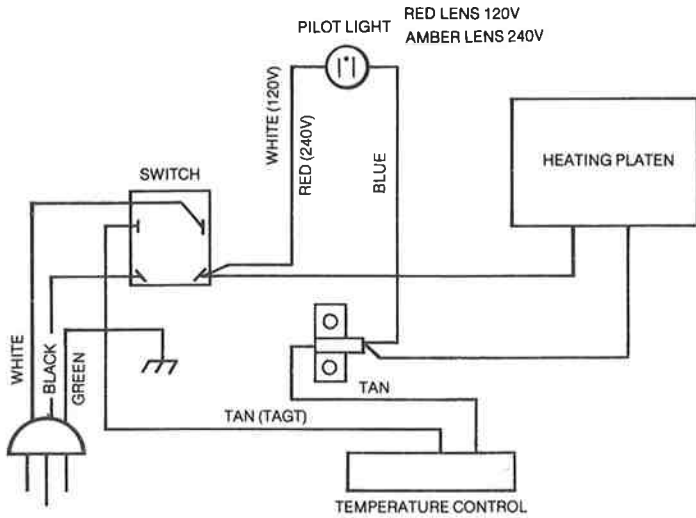 PILOT LIGHT
RED LENS 120V
AMBER LENS 240V
WHITE (120V)
RED (240V)
BLUE
HEATING PLATEN
SWITCH
WHITE
BLACK
GREEN
TAN
TAN (TAGT)
TEMPERATURE CONTROL